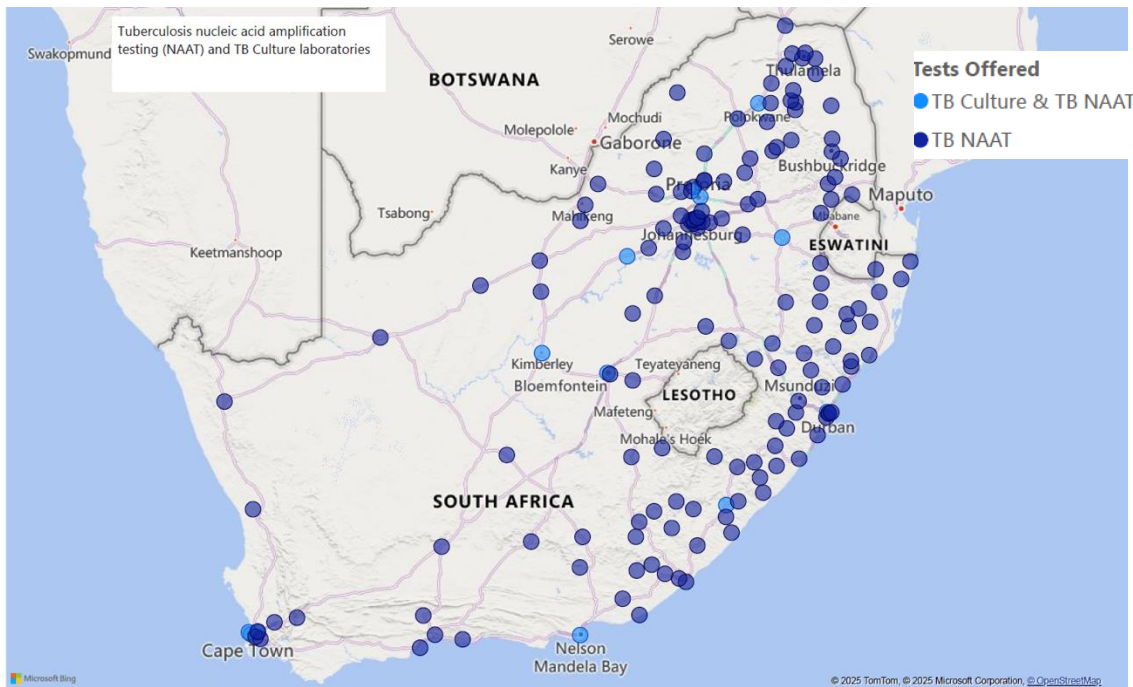 Tuberculosis nucleic acid amplification
testing (NAAT) and TB Culture laboratories
Tests Offered
TB Culture & TB NAAT
TB NAAT
Swakopmund
Serowe
BOTSWANA
Thulamela
Polokwane
Mochudi
Molepolole
Gaborone
Kanye
Bushbuckridge
Maputo
Tsabong
Mahikeng
Mbabane
Johannesburg
ESWATINI
Keetmanshoop
Kimberley
Teyateyaneng
Bloemfontein
LESOTHO
Msunduzi
Mafeteng
Durban
Mohale's Hoek
SOUTH AFRICA
Cape Town
Nelson
Mandela Bay
Microsoft Bing
© 2025 TomTom, © 2025 Microsoft Corporation, © OpenStreetMap